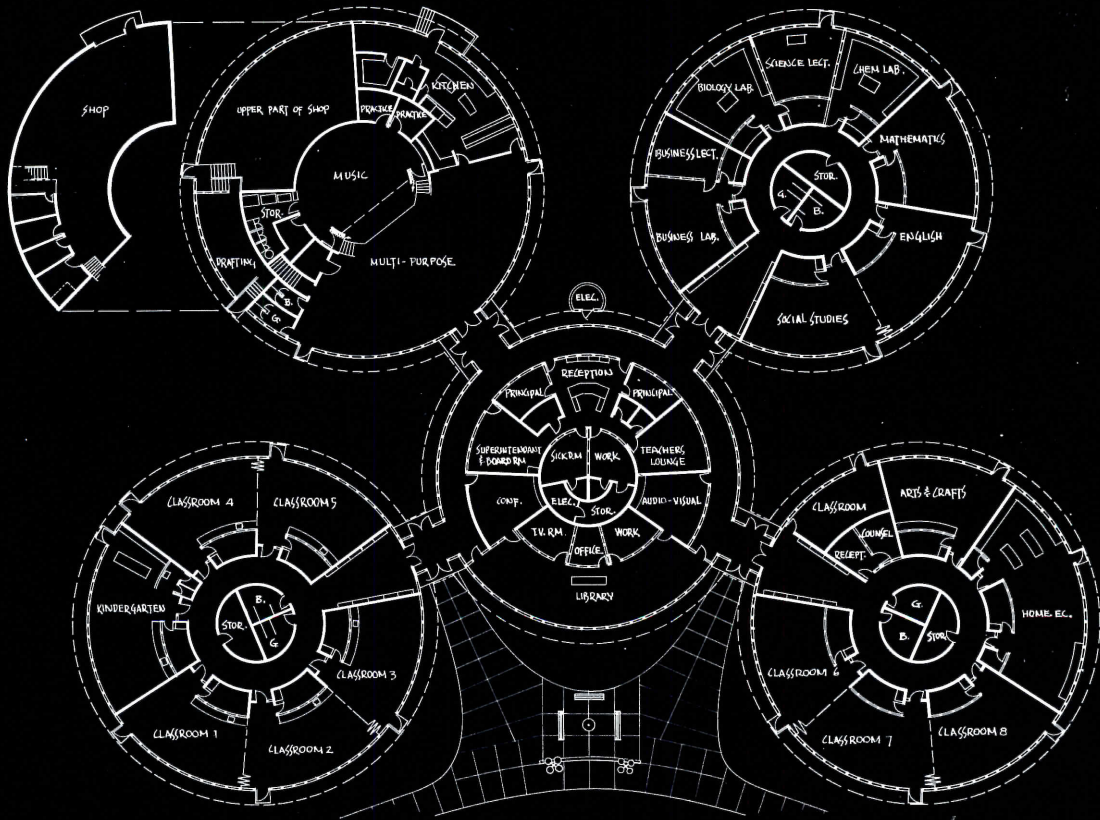 SHOP
UPPER PART OF SHOP
PRACTICE
PRACTICE
KITCHEN
MUSIC
STOR.
DRAFTING
B.
G.
MULTI-PURPOSE
BIOLOGY LAB.
SCIENCE LECT.
CHEM LAB.
MATHEMATICS
BUSINESS LECT.
STOR.
G.
B.
BUSINESS LAB.
ENGLISH
SOCIAL STUDIES
ELEC.
RECEPTION
PRINCIPAL
PRINCIPAL
SUPERINTENDANT
& BOARD RM
SICK RM
WORK
TEACHERS
LOUNGE
CONF.
ELEC.
STOR.
AUDIO-VISUAL
T.V. RM.
OFFICE
WORK
LIBRARY
CLASSROOM 4
CLASSROOM 5
KINDERGARTEN
B.
STOR.
G
CLASSROOM 3
CLASSROOM 1
CLASSROOM 2
CLASSROOM
ARTS & CRAFTS
COUNSEL
RECEPT.
HOME EC.
G.
B.
STOR
CLASSROOM 6
CLASSROOM 7
CLASSROOM 8